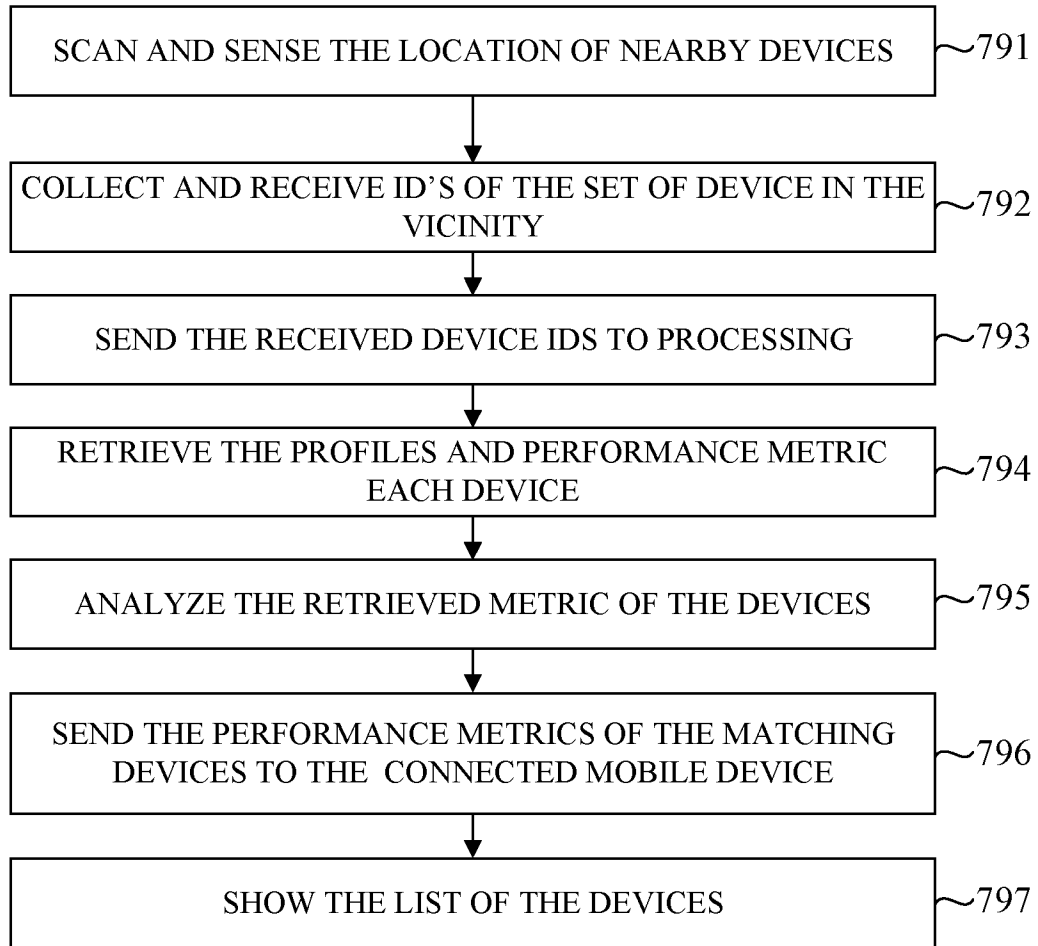 SCAN AND SENSE THE LOCATION OF NEARBY DEVICES
791
COLLECT AND RECEIVE ID'S OF THE SET OF DEVICE IN THE
VICINITY
792
SEND THE RECEIVED DEVICE IDS TO PROCESSING
793
RETRIEVE THE PROFILES AND PERFORMANCE METRIC
EACH DEVICE
794
ANALYZE THE RETRIEVED METRIC OF THE DEVICES
795
SEND THE PERFORMANCE METRICS OF THE MATCHING
DEVICES TO THE CONNECTED MOBILE DEVICE
796
SHOW THE LIST OF THE DEVICES
797